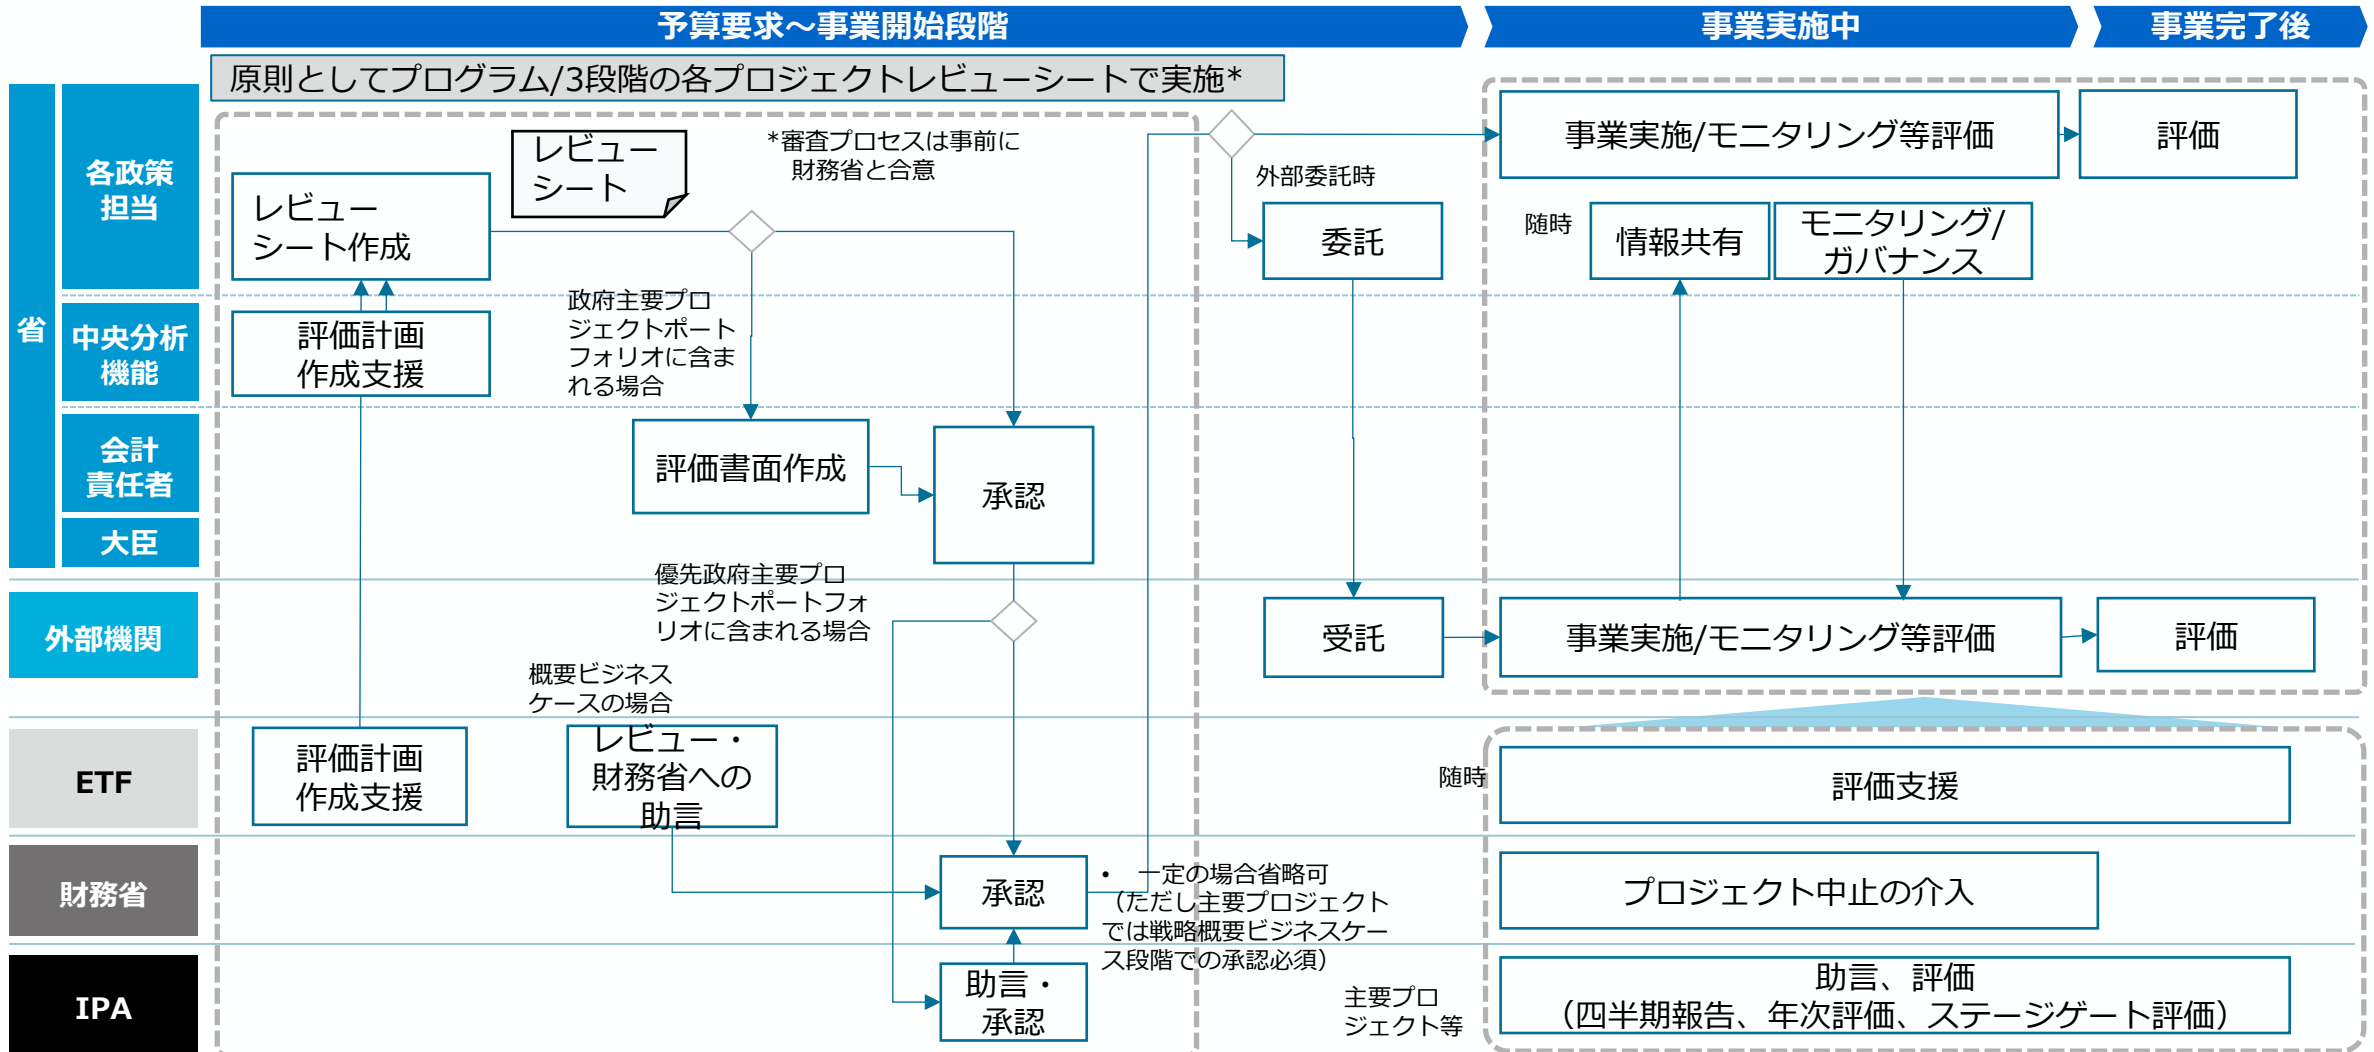 予算要求～事業開始段階
事業実施中
事業完了後
原則としてプログラム/3段階の各プロジェクトレビューシートで実施*
省
各政策
担当
レビュー
シート作成
レビュー
シート
*審査プロセスは事前に
財務省と合意
外部委託時
委託
事業実施/モニタリング等評価
評価
随時
情報共有
モニタリング/
ガバナンス
中央分析
機能
評価計画
作成支援
政府主要プロ
ジェクトポート
フォリオに含ま
れる場合
会計
責任者
評価書面作成
承認
大臣
外部機関
優先政府主要プロ
ジェクトポートフォ
リオに含まれる場合
受託
事業実施/モニタリング等評価
評価
概要ビジネス
ケースの場合
ETF
評価計画
作成支援
レビュー・
財務省への
助言
随時
評価支援
財務省
承認
• 一定の場合省略可
（ただし主要プロジェクト
では戦略概要ビジネスケー
ス段階での承認必須）
プロジェクト中止の介入
IPA
助言・
承認
主要プロ
ジェクト等
助言、評価
（四半期報告、年次評価、ステージゲート評価）